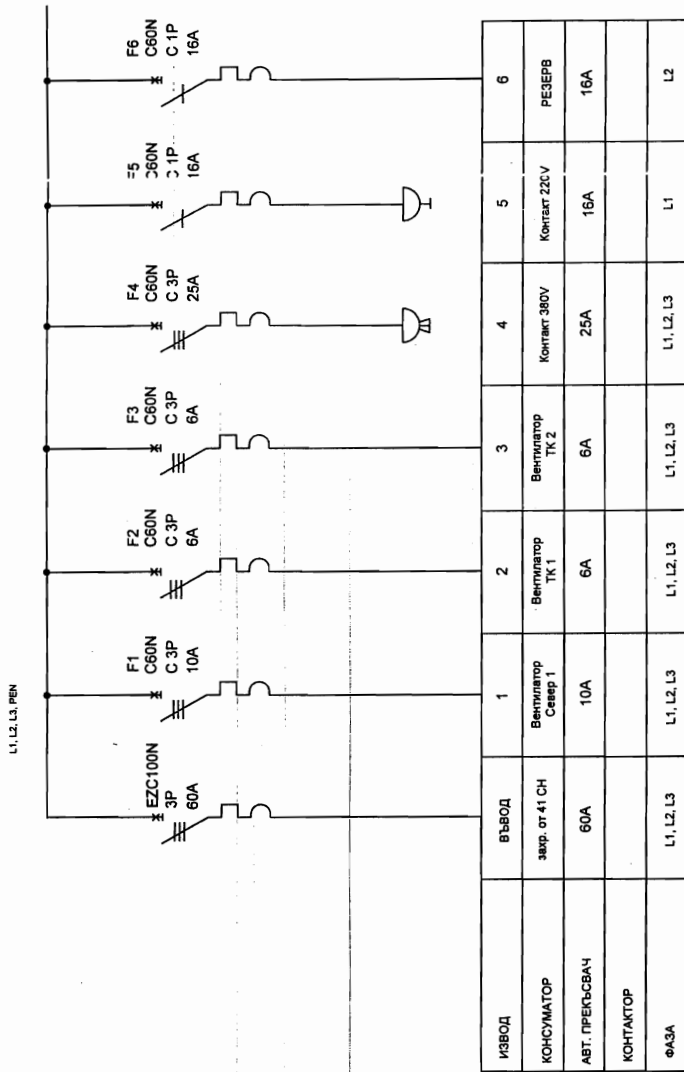 L1, L2, L3, PEN
EZC100N
3P
60A
F1
C60N
C 3P
10A
F2
C60N
C 3P
6A
F3
C60N
C 3P
6A
F4
C60N
C 3P
25A
F5
C60N
C 1P
16A
F6
C60N
C 1P
16A
ИЗВОД
ВЪВОД
1
2
3
4
5
6
КОНСУМАТОР
захр. от 41 СН
Вентилатор
Север 1
Вентилатор
ТК 1
Вентилатор
ТК 2
Контакт 380V
Контакт 220V
РЕЗЕРВ
АВТ. ПРЕКЪСВАЧ
60A
10A
6A
6A
25A
16A
16A
КОНТАКТОР
ФАЗА
L1, L2, L3
L1, L2, L3
L1, L2, L3
L1, L2, L3
L1, L2, L3
L1
L2